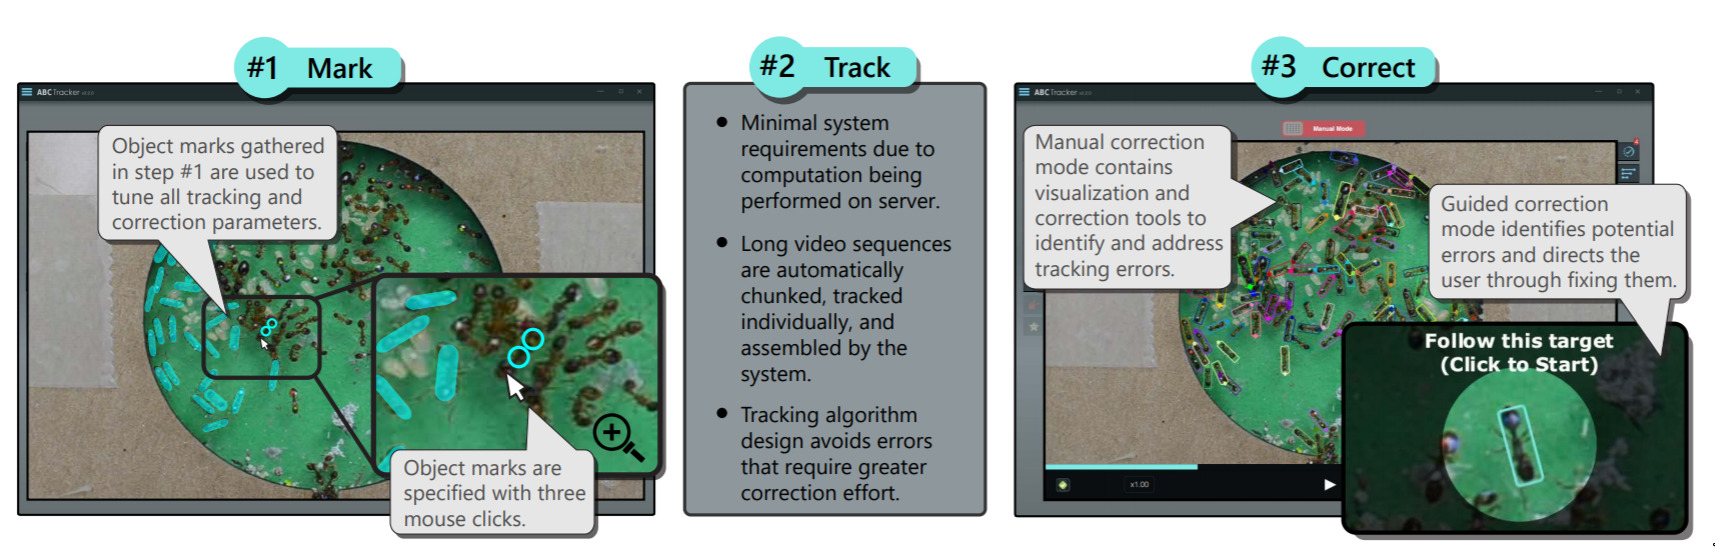 #1 Mark
ABCTracker
Object marks gathered
in step #1 are used to
tune all tracking and
correction parameters.
Object marks are
specified with three
mouse clicks.
#2 Track
• Minimal system
requirements due to
computation being
performed on server.
• Long video sequences
are automatically
chunked, tracked
individually, and
assembled by the
system.
• Tracking algorithm
design avoids errors
that require greater
correction effort.
#3 Correct
ABCTracker
Manual Mode
Manual correction
mode contains
visualization and
correction tools to
identify and address
tracking errors.
Guided correction
mode identifies potential
errors and directs the
user through fixing them.
Follow this target
(Click to Start)
x1.00